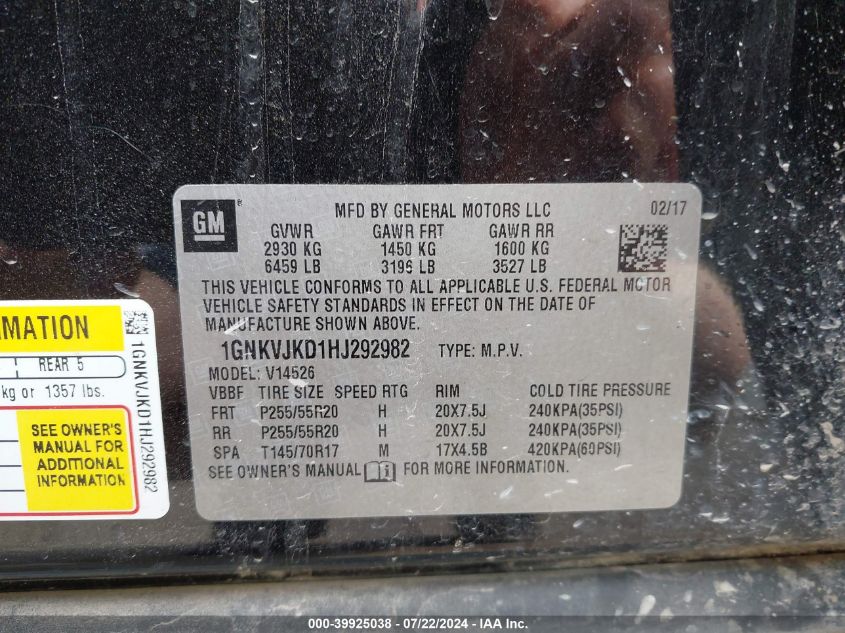 GM®
MFD BY GENERAL MOTORS LLC 02/17
GVWR GAWR FRT GAWR RR
2930 KG 1450 KG 1600 KG
6459 LB 3196 LB 3527 LB
THIS VEHICLE CONFORMS TO ALL APPLICABLE U.S. FEDERAL MOTOR
VEHICLE SAFETY STANDARDS IN EFFECT ON THE DATE OF
MANUFACTURE SHOWN ABOVE.
1GNKVJKD1HJ292982 TYPE: M.P.V.
MODEL: V14526
VBBF TIRE SIZE SPEED RTG RIM COLD TIRE PRESSURE
FRT P255/55R20 H 20X7.5J 240KPA(35PSI)
RR P255/55R20 H 20X7.5J 240KPA(35PSI)
SPA T145/70R17 M 17X4.5B 420KPA(60PSI)
SEE OWNER'S MANUAL FOR MORE INFORMATION.
MATION
REAR 5
kg or 1357 lbs.
SEE OWNER'S
MANUAL FOR
ADDITIONAL
INFORMATION
1GNKVJKD1HJ292982
000-39925038 - 07/22/2024 - IAAI.com